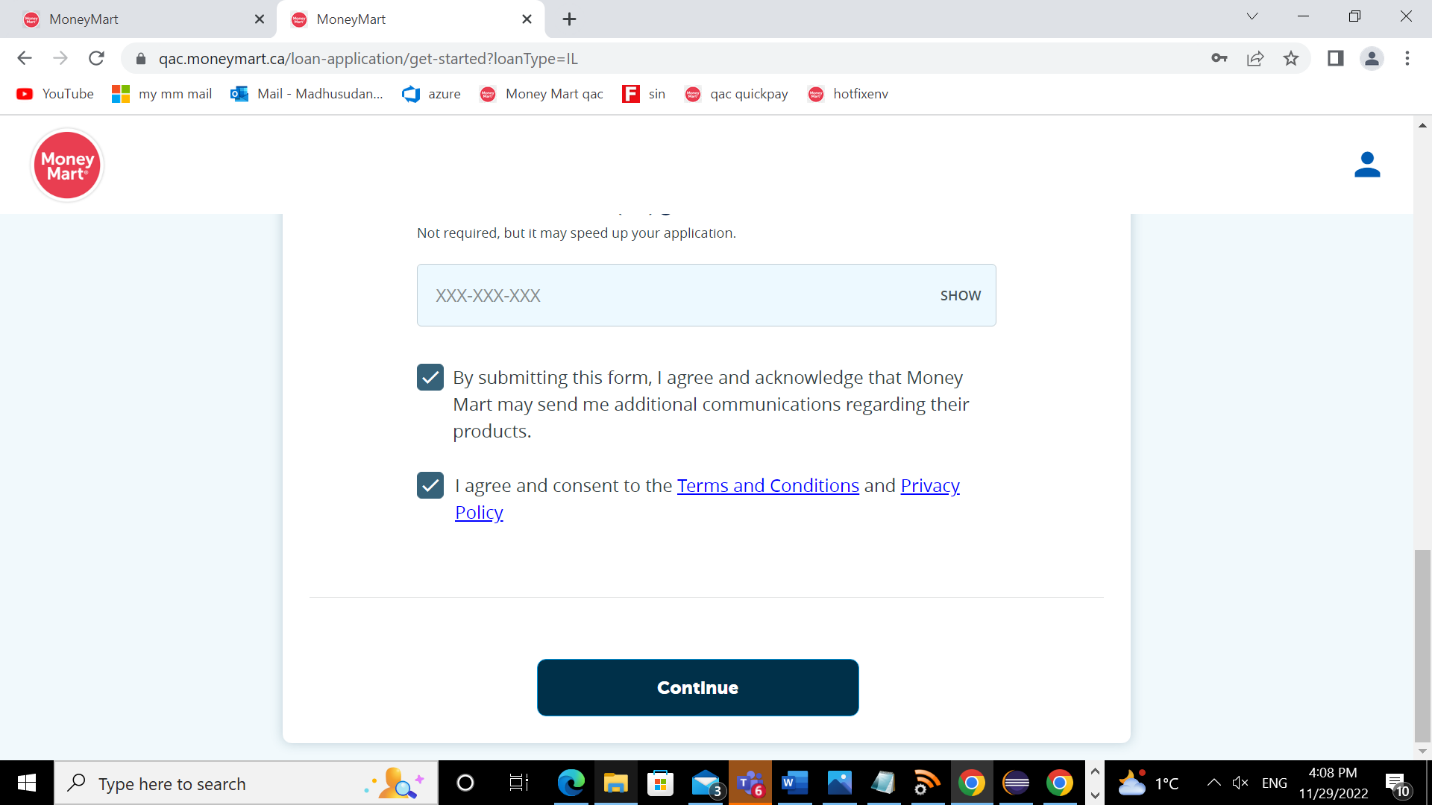 MoneyMart
MoneyMart
qac.moneymart.ca/loan-application/get-started?loanType=IL
YouTube my mm mail Mail - Madhusudan... azure Money Mart qac sin qac quickpay hotfixenv
Money
Mart
Not required, but it may speed up your application.
XXX-XXX-XXX SHOW
By submitting this form, I agree and acknowledge that Money
Mart may send me additional communications regarding their
products.
I agree and consent to the Terms and Conditions and Privacy
Policy
Continue
Type here to search
3
6
1°C
ENG
4:08 PM
11/29/2022
10